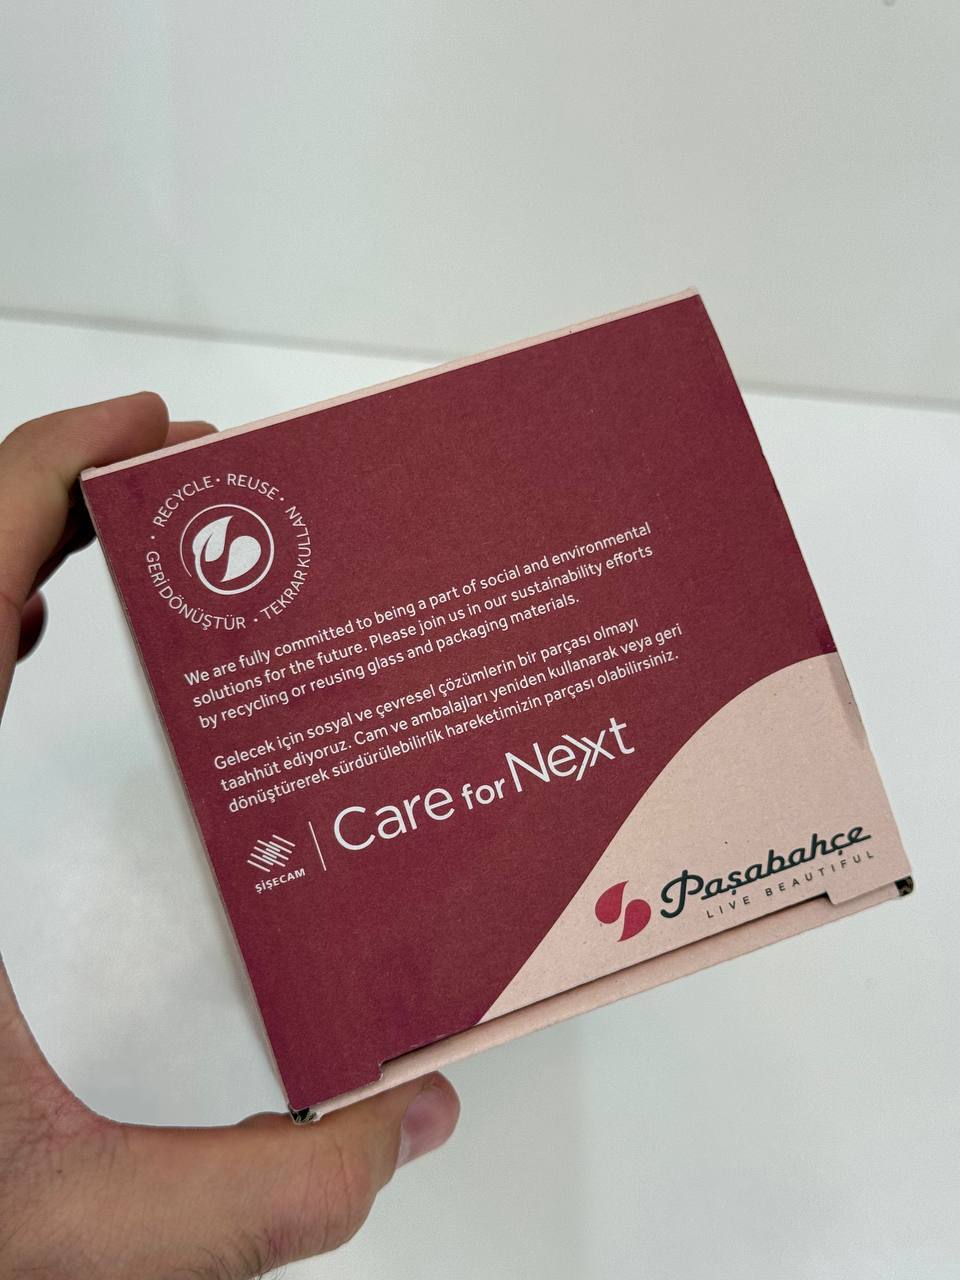 • RECYCLE • REUSE •
GERİ DÖNÜŞTÜR • TEKRAR KULLAN
We are fully committed to being a part of social and environmental
solutions for the future. Please join us in our sustainability efforts
by recycling or reusing glass and packaging materials.
Gelecek için sosyal ve çevresel çözümlerin bir parçası olmayı
taahhüt ediyoruz. Cam ve ambalajları yeniden kullanarak veya geri
dönüştürerek sürdürülebilirlik hareketimizin parçası olabilirsiniz.
ŞİŞECAM
Care for Next
Paşabahçe
LIVE BEAUTIFUL